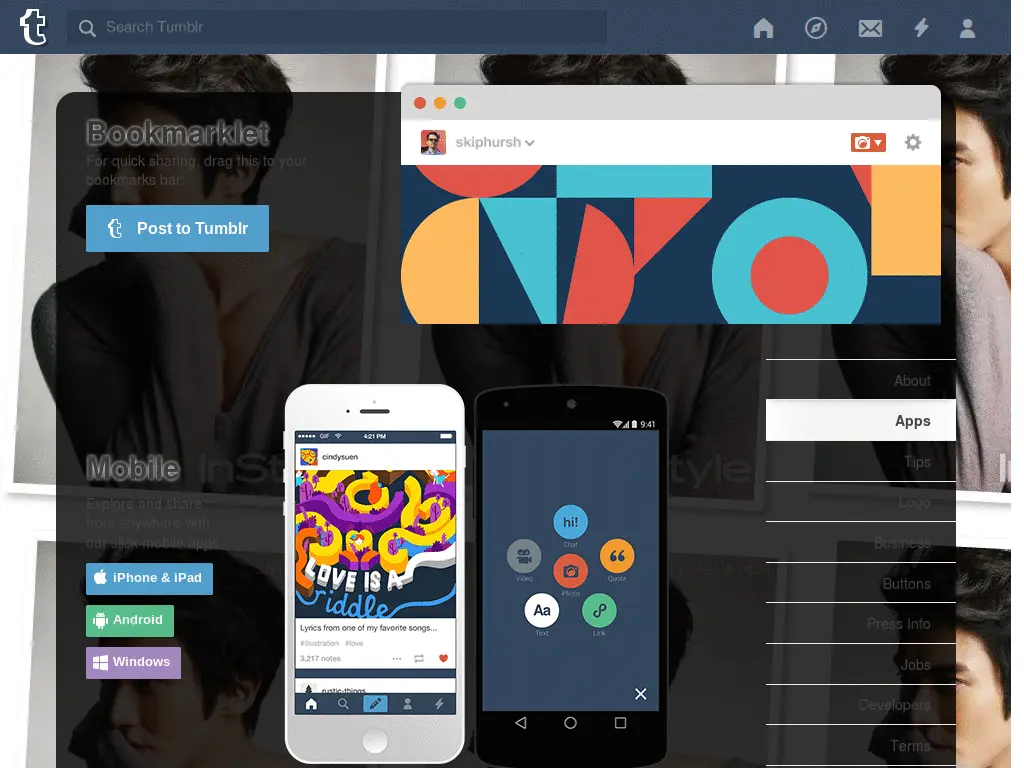 t
Search Tumblr
Bookmarklet
For quick sharing, drag this to your
bookmarks bar:
t Post to Tumblr
skiphursh
Mobile
Explore and share
from anywhere with
our slick mobile apps.
iPhone & iPad
Android
Windows
GIF
4:21 PM
cindysuen
LOVE IS A
riddle
Lyrics from one of my favorite songs...
#illustration #love
3,217 notes
rustic-things
9:41
hi!
Chat
Video
Quote
Photo
Aa
Text
Link
InSt
style
About
Apps
Tips
Logo
Business
Buttons
Press Info
Jobs
Developers
Terms